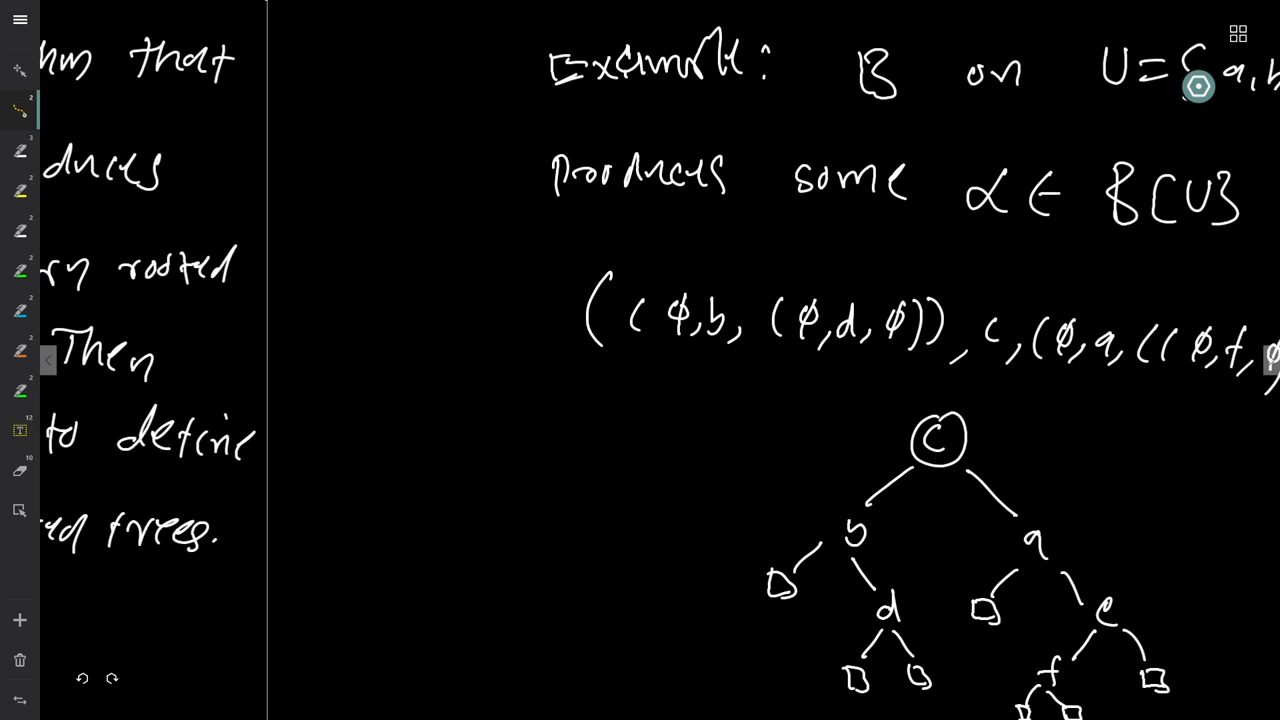 hm that
Example: B on U = { a, b
duces
produces some α ∈ B[U]
ry rooted
( ( ϕ, b, ( ϕ, d, ϕ ) ), c, ( ϕ, a, ( ( ϕ, f, ϕ
Then
to define
c
ed trees.
b a
d e
f